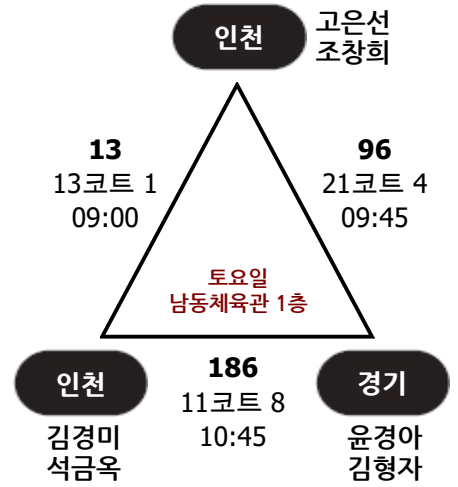 인천
고은선
조창희
13
13코트 1
09:00
96
21코트 4
09:45
토요일
남동체육관 1층
인천
김경미
석금옥
186
11코트 8
10:45
경기
윤경아
김형자